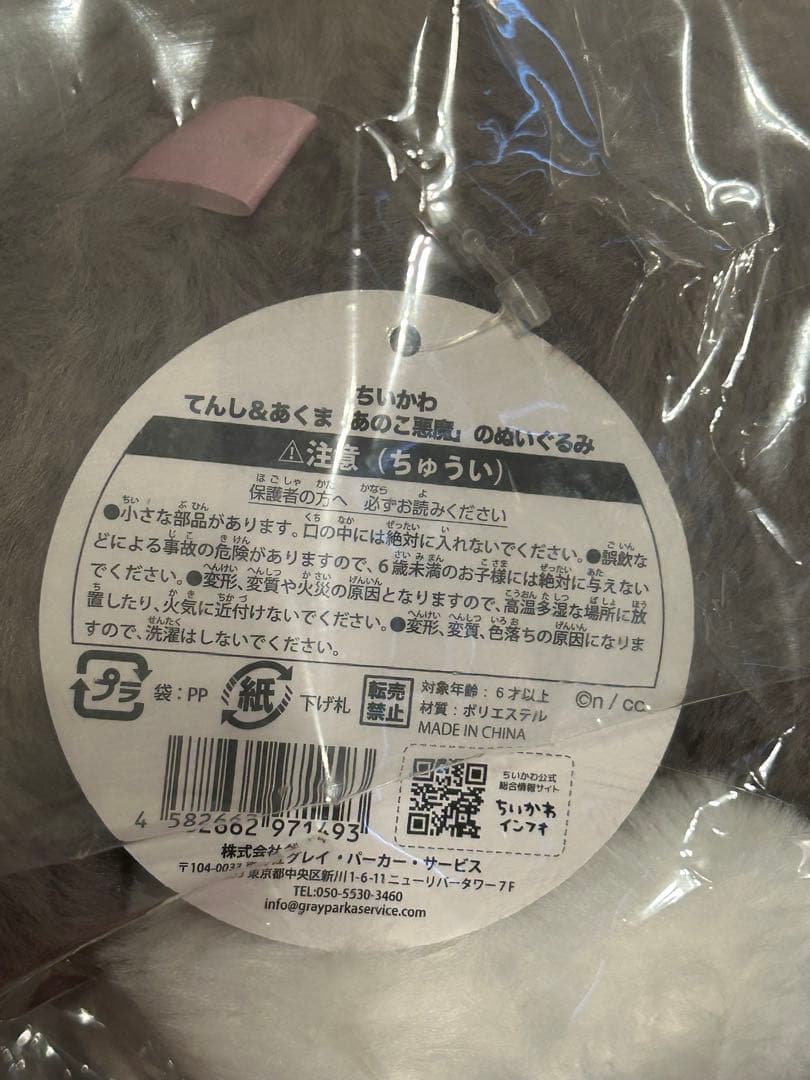 ちいかわ
てんし&あくま「あのこ悪魔」のぬいぐるみ
⚠注意(ちゅうい)
保護者の方へ 必ずお読みください
●小さな部品があります。口の中には絶対に入れないでください。●誤飲な
どによる事故の危険がありますので、6歳未満のお子様には絶対に与えない
でください。●変形、変質や火災の原因となりますので、高温多湿な場所に放
置したり、火気に近付けないでください。●変形、変質、色落ちの原因になりま
すので、洗濯はしないでください。
プラ 袋:PP 紙 下げ札 転売禁止
対象年齢:6才以上
材質:ポリエステル
MADE IN CHINA
©n / cc.
4 582662 971493
ちいかわ公式
総合情報サイト
ちいかわ
インフォ
株式会社グレイ・パーカー・サービス
〒104-0033 東京都中央区新川1-6-11 ニューリバータワー7F
TEL:050-5530-3460
info@grayparkaservice.com